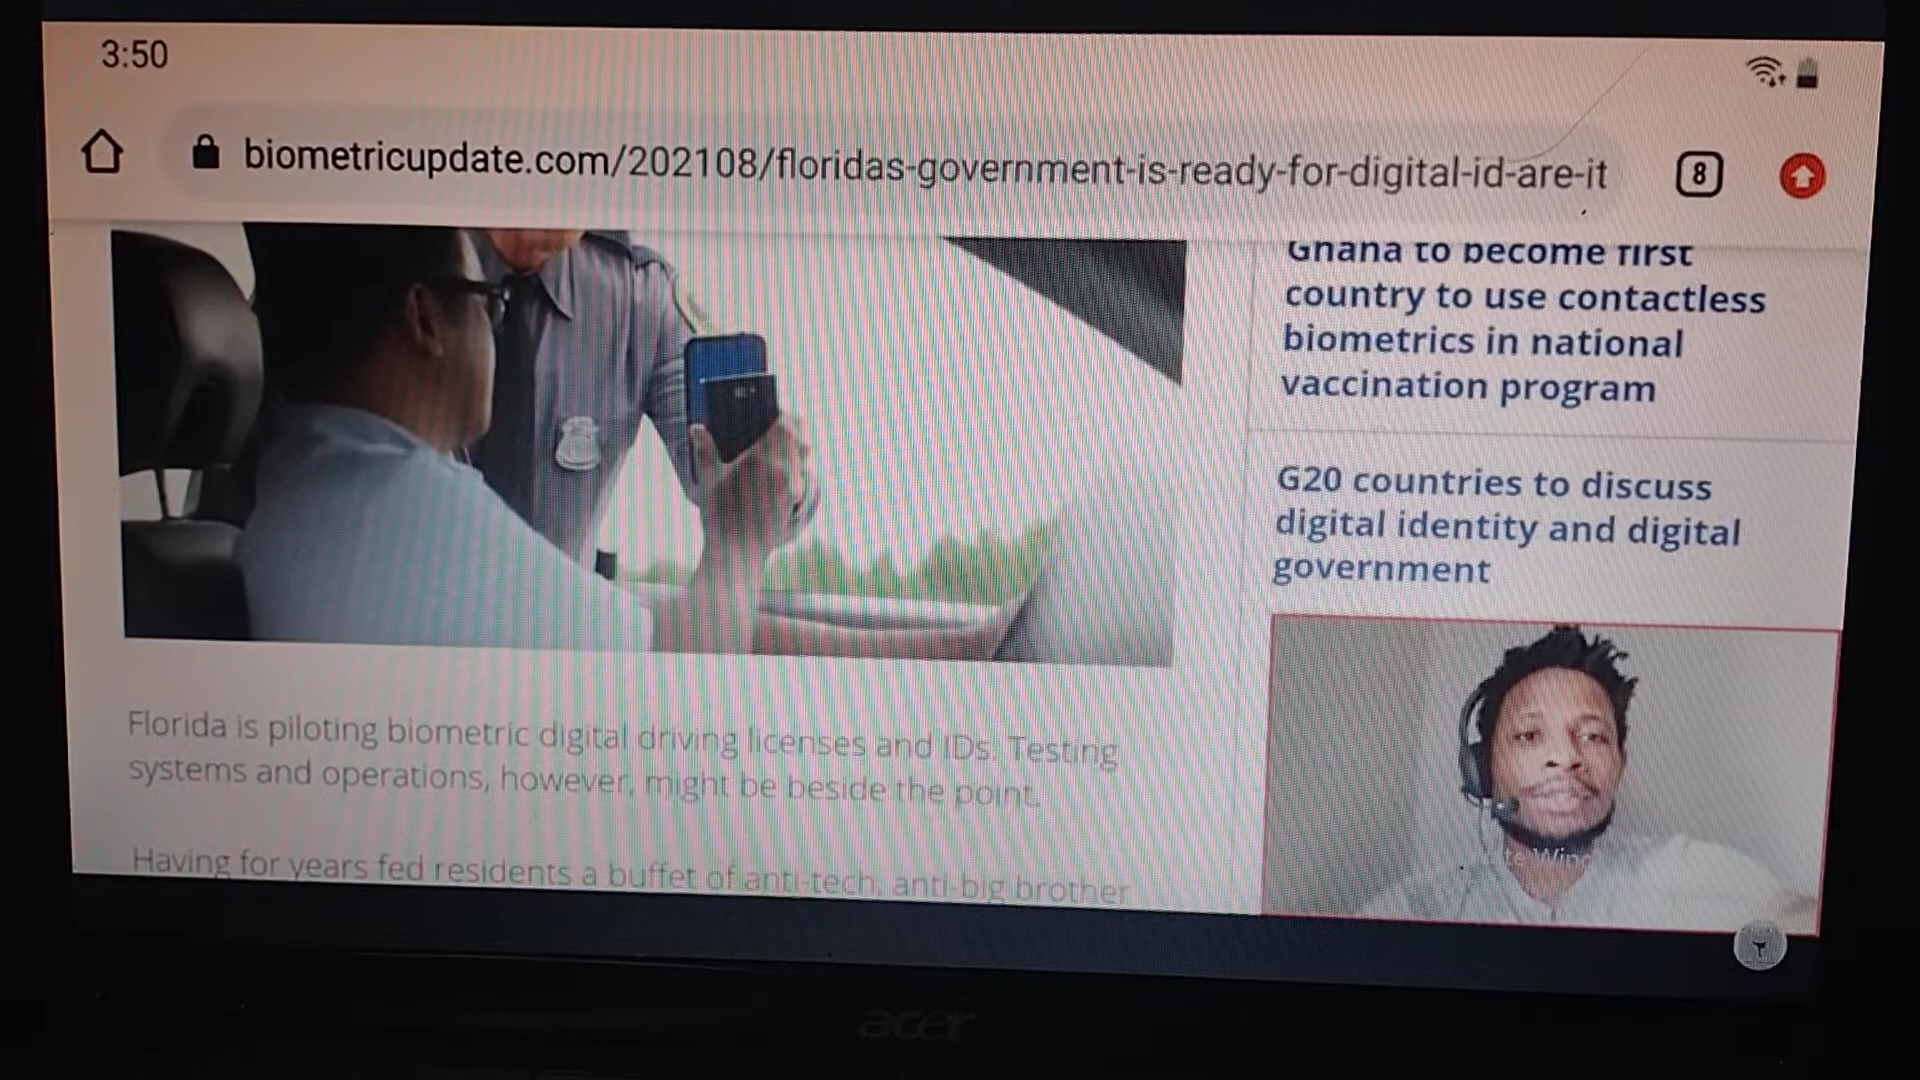 3:50
biometricupdate.com/202108/floridas-government-is-ready-for-digital-id-are-it
8
Ghana to become first
country to use contactless
biometrics in national
vaccination program
G20 countries to discuss
digital identity and digital
government
Florida is piloting biometric digital driving licenses and IDs. Testing
systems and operations, however, might be beside the point.
Having for years fed residents a buffet of anti-tech, anti-big brother
acer